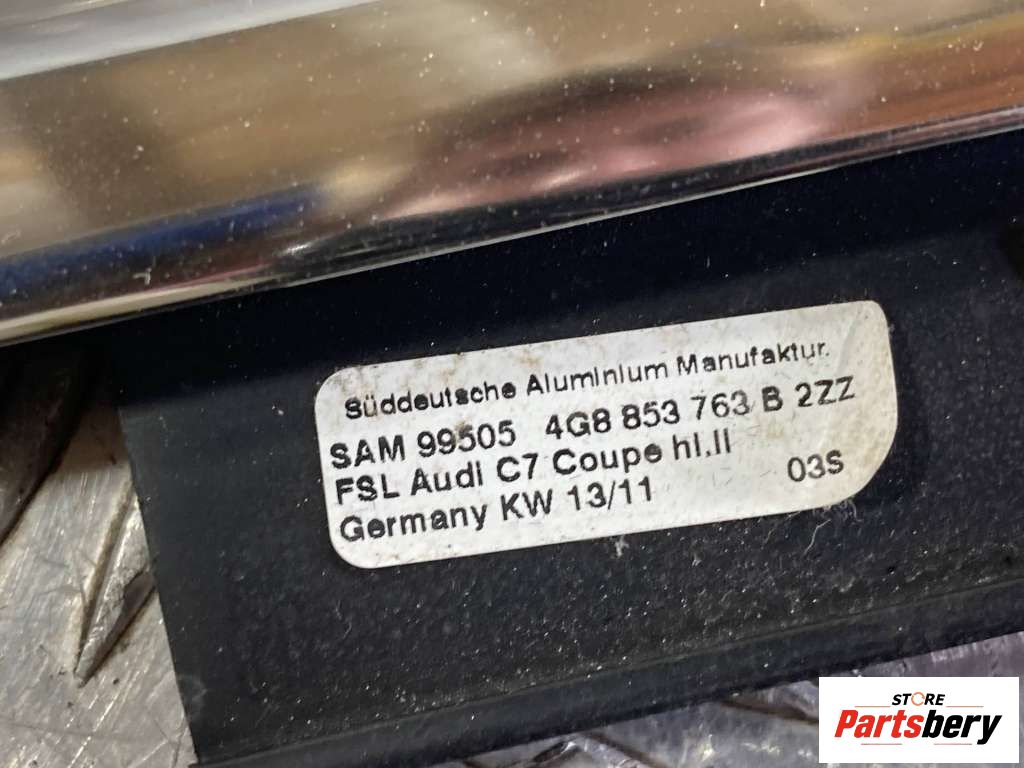 Süddeutsche Aluminium Manufaktur.
SAM 99505 4G8 853 763 B 2ZZ
FSL Audi C7 Coupe hl.II
Germany KW 13/11 03S
STORE
Partsbery